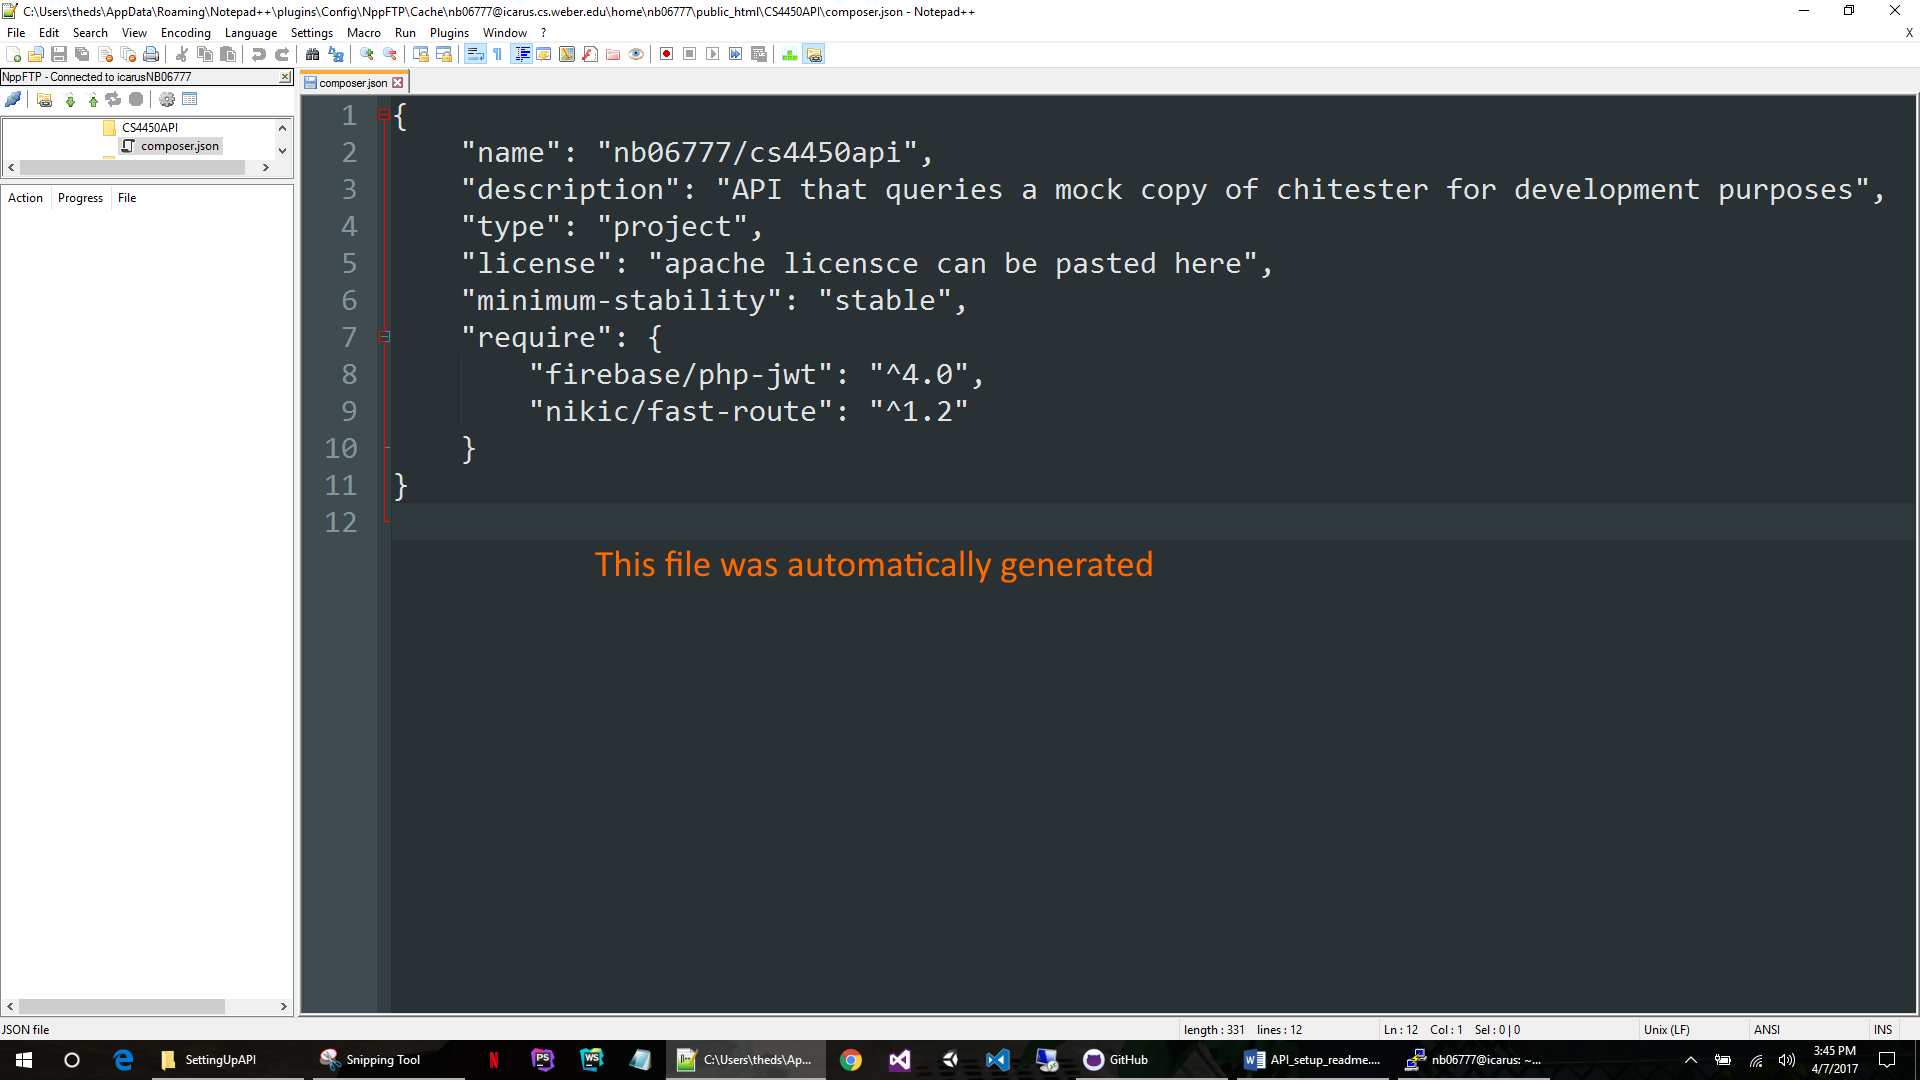 C:\Users\theds\AppData\Roaming\Notepad++\plugins\Config\NppFTP\Cache\nb06777@icarus.cs.weber.edu\home\nb06777\public_html\CS4450API\composer.json - Notepad++
File Edit Search View Encoding Language Settings Macro Run Plugins Window ? X
NppFTP - Connected to icarusNB06777
composer.json
CS4450API
composer.json
Action Progress File
1 {
2 "name": "nb06777/cs4450api",
3 "description": "API that queries a mock copy of chitester for development purposes",
4 "type": "project",
5 "license": "apache licensce can be pasted here",
6 "minimum-stability": "stable",
7 "require": {
8 "firebase/php-jwt": "^4.0",
9 "nikic/fast-route": "^1.2"
10 }
11 }
12
This file was automatically generated
JSON file length : 331 lines : 12 Ln : 12 Col : 1 Sel : 0 | 0 Unix (LF) ANSI INS
SettingUpAPI Snipping Tool N PS WS C:\Users\theds\Ap... GitHub API_setup_readme.... nb06777@icarus: ~... 3:45 PM
4/7/2017